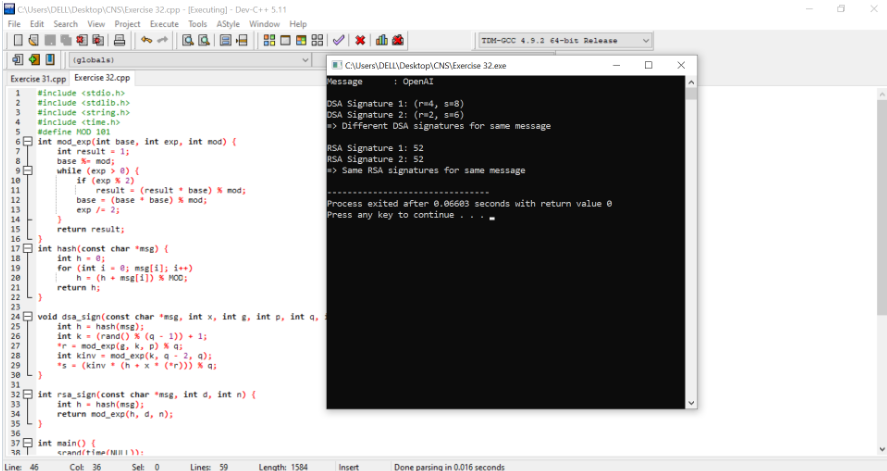 C:\Users\DELL\Desktop\CNS\Exercise 32.cpp - [Executing] - Dev-C++ 5.11
File Edit Search View Project Execute Tools AStyle Window Help
TDM-GCC 4.9.2 64-bit Release
(globals)
Exercise 31.cpp Exercise 32.cpp
1 #include <stdio.h>
2 #include <stdlib.h>
3 #include <string.h>
4 #include <time.h>
5 #define MOD 101
6 int mod_exp(int base, int exp, int mod) {
7 int result = 1;
8 base %= mod;
9 while (exp > 0) {
10 if (exp % 2)
11 result = (result * base) % mod;
12 base = (base * base) % mod;
13 exp /= 2;
14 }
15 return result;
16 }
17 int hash(const char *msg) {
18 int h = 0;
19 for (int i = 0; msg[i]; i++)
20 h = (h + msg[i]) % MOD;
21 return h;
22 }
23
24 void dsa_sign(const char *msg, int x, int g, int p, int q,
25 int h = hash(msg);
26 int k = (rand() % (q - 1)) + 1;
27 *r = mod_exp(g, k, p) % q;
28 int kinv = mod_exp(k, q - 2, q);
29 *s = (kinv * (h + x * (*r))) % q;
30 }
31
32 int rsa_sign(const char *msg, int d, int n) {
33 int h = hash(msg);
34 return mod_exp(h, d, n);
35 }
36
37 int main() {
38 srand(time(NULL));
C:\Users\DELL\Desktop\CNS\Exercise 32.exe
Message : OpenAI
DSA Signature 1: (r=4, s=8)
DSA Signature 2: (r=2, s=6)
=> Different DSA signatures for same message
RSA Signature 1: 52
RSA Signature 2: 52
=> Same RSA signatures for same message
--------------------------------
Process exited after 0.06603 seconds with return value 0
Press any key to continue . . .
Line: 46 Col: 36 Sel: 0 Lines: 59 Length: 1584 Insert Done parsing in 0.016 seconds